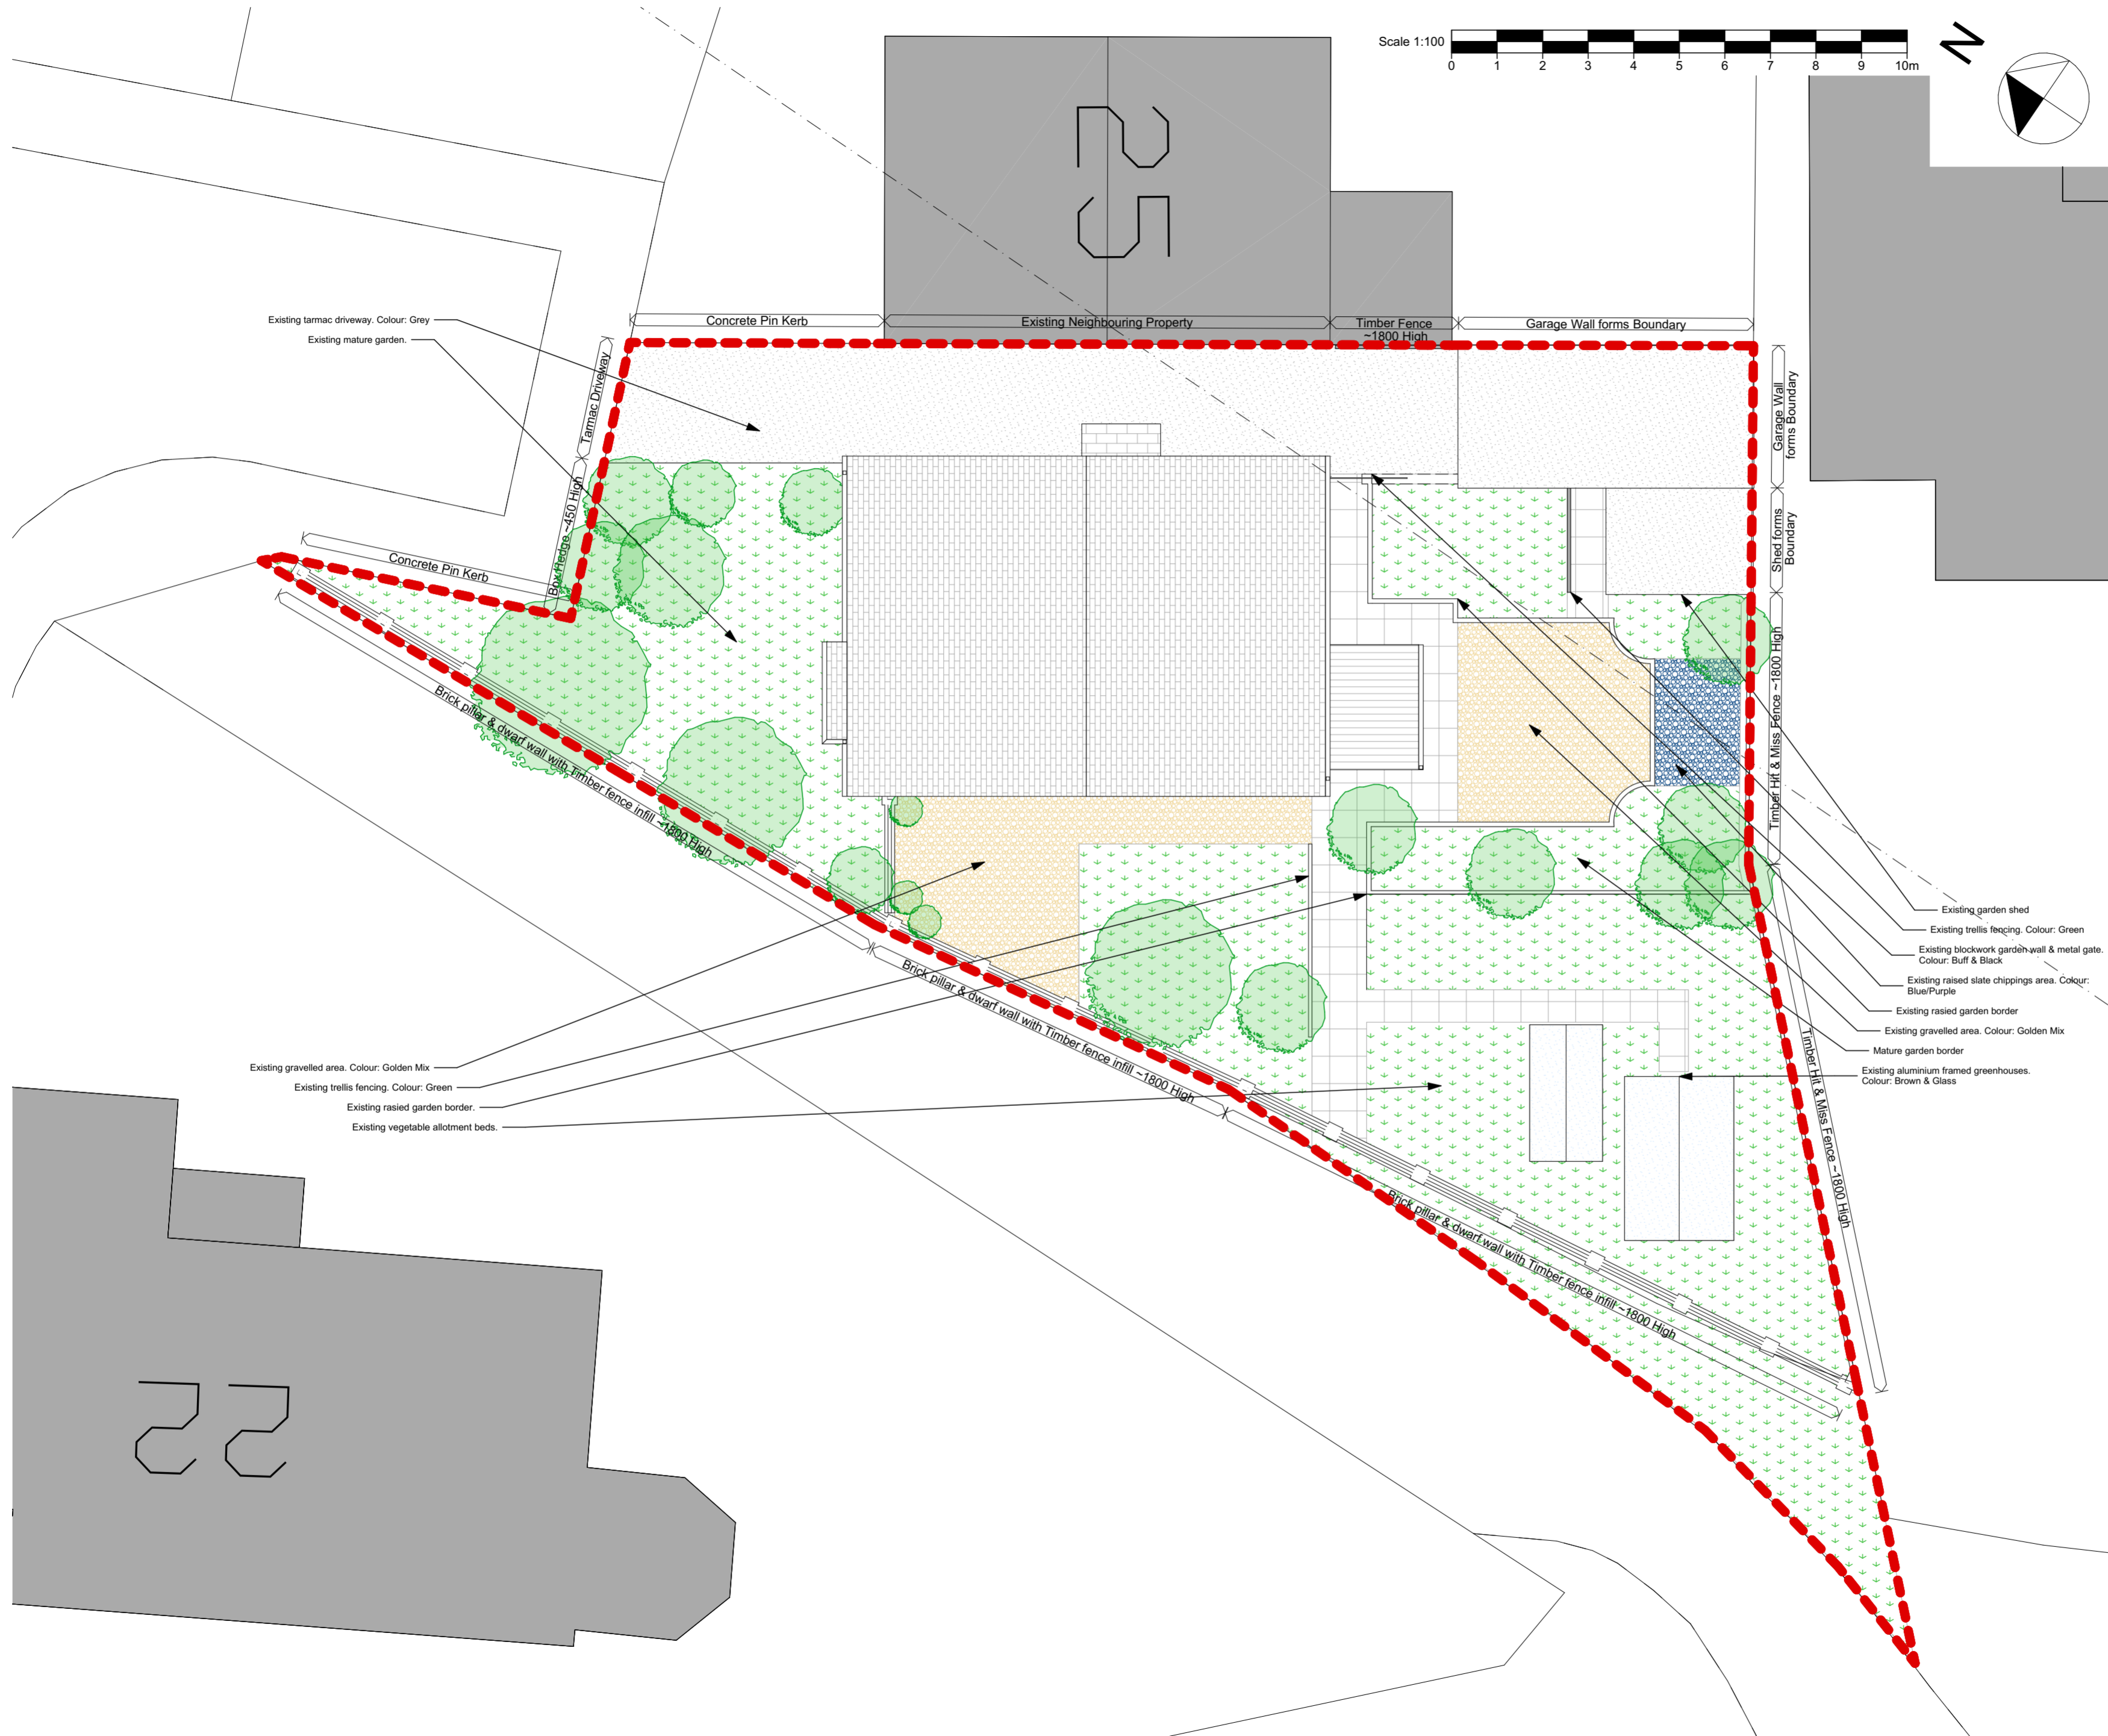 Scale 1:100
0 1 2 3 4 5 6 7 8 9 10m
N
25
Existing tarmac driveway. Colour: Grey
Existing mature garden.
Concrete Pin Kerb
Existing Neighbouring Property
Timber Fence
~1800 High
Garage Wall forms Boundary
Tarmac Driveway
Box Hedge ~450 High
Concrete Pin Kerb
Garage Wall
forms Boundary
Shed forms
Boundary
Timber Hit & Miss Fence ~1800 High
Brick pillar & dwarf wall with Timber fence infill ~1800 High
Brick pillar & dwarf wall with Timber fence infill ~1800 High
Brick pillar & dwarf wall with Timber fence infill ~1800 High
Timber Hit & Miss Fence ~1800 High
Existing garden shed
Existing trellis fencing. Colour: Green
Existing blockwork garden wall & metal gate.
Colour: Buff & Black
Existing raised slate chippings area. Colour:
Blue/Purple
Existing rasied garden border
Existing gravelled area. Colour: Golden Mix
Mature garden border
Existing aluminium framed greenhouses.
Colour: Brown & Glass
Existing gravelled area. Colour: Golden Mix
Existing trellis fencing. Colour: Green
Existing rasied garden border.
Existing vegetable allotment beds.
55